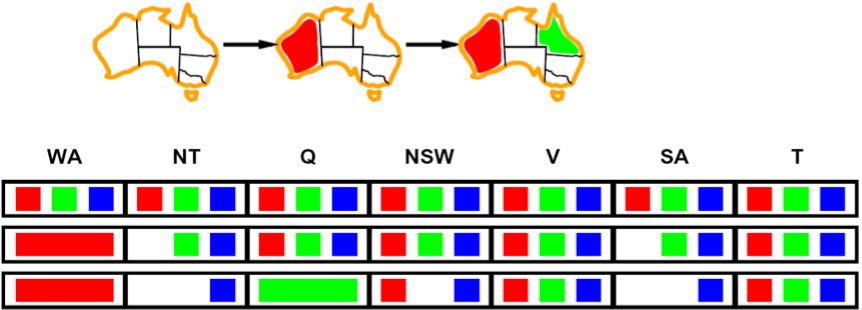 WA NT Q NSW V SA T